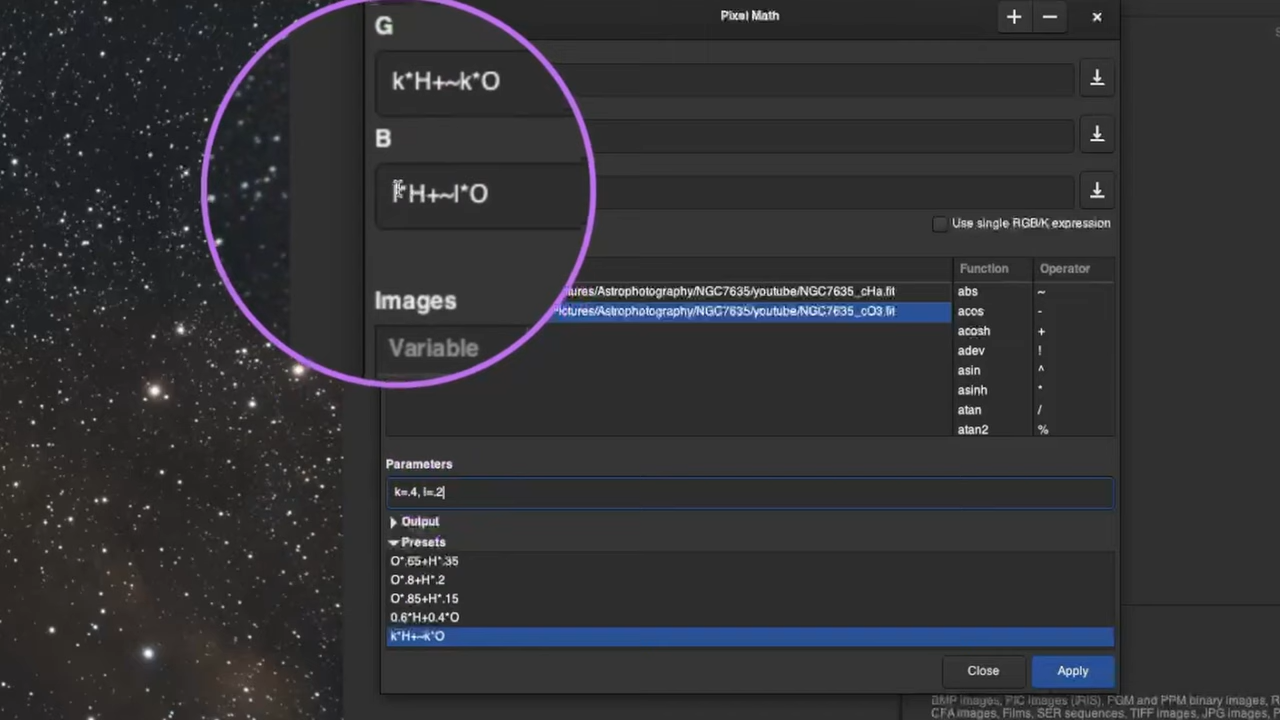 Pixel Math
G
k*H+~k*O
B
l*H+~l*O
Use single RGB/K expression
Images
Variable
Function Operator
tures/Astrophotography/NGC7635/youtube/NGC7635_cHa.fit
Pictures/Astrophotography/NGC7635/youtube/NGC7635_cO3.fit
abs ~
acos -
acosh +
adev !
asin ^
asinh *
atan /
atan2 %
Parameters
k=.4, l=.2
Output
Presets
O*.65+H*.35
O*.8+H*.2
O*.85+H*.15
0.6*H+0.4*O
k*H+~k*O
Close Apply
BMP images, PIC images (IRIS), PGM and PPM binary images,
CFA images, Films, SER sequences, TIFF images, JPG images,